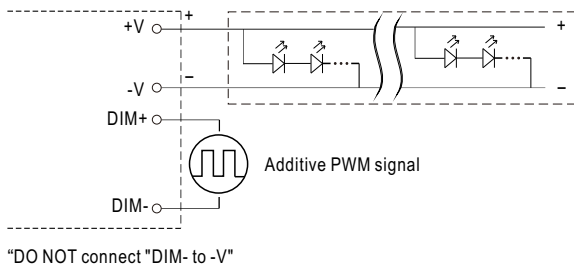 +V +
-V –
+
–
DIM+
DIM-
Additive PWM signal
“DO NOT connect "DIM- to -V"